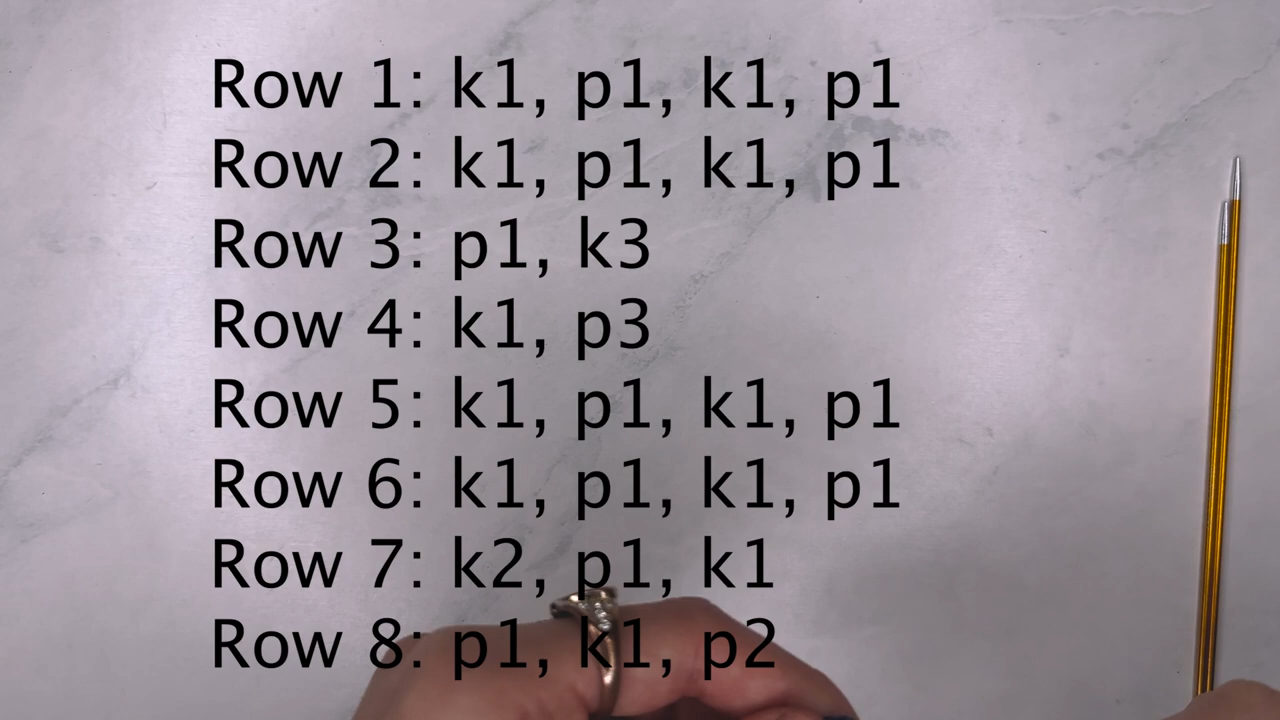 Row 1: k1, p1, k1, p1
Row 2: k1, p1, k1, p1
Row 3: p1, k3
Row 4: k1, p3
Row 5: k1, p1, k1, p1
Row 6: k1, p1, k1, p1
Row 7: k2, p1, k1
Row 8: p1, k1, p2